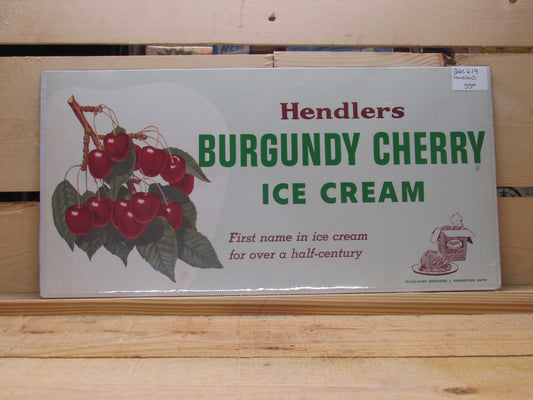 Hendlers
BURGUNDY CHERRY
ICE CREAM
First name in ice cream
for over a half-century